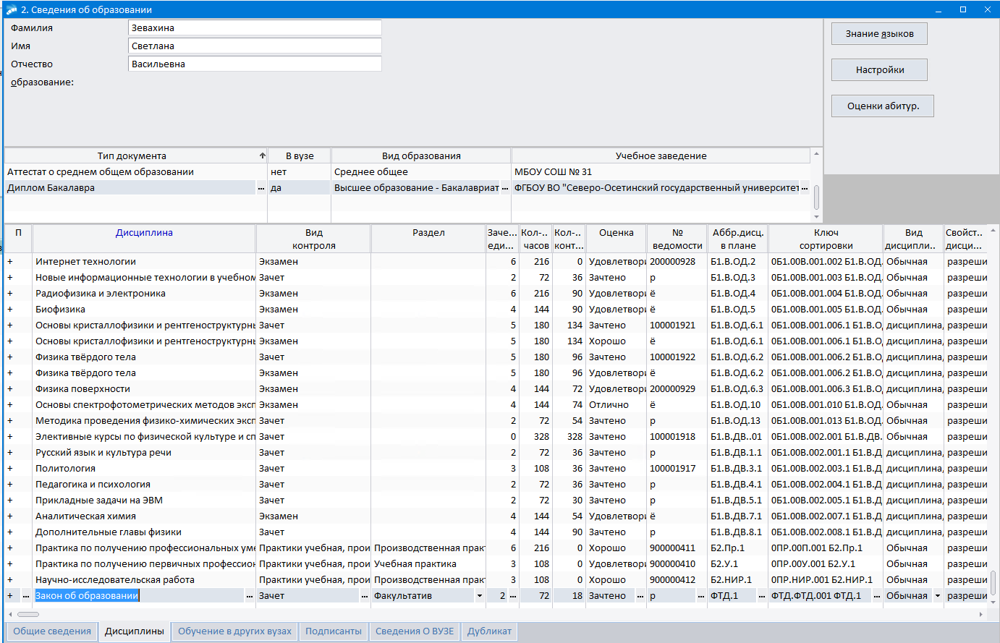 2. Сведения об образовании
Фамилия Зевахина
Имя Светлана
Отчество Васильевна
образование:
Знание языков
Настройки
Оценки абитур.
Тип документа В вузе Вид образования Учебное заведение
Аттестат о среднем общем образовании нет Среднее общее МБОУ СОШ № 31
Диплом Бакалавра ... да Высшее образование - Бакалавриат ... ФГБОУ ВО "Северо-Осетинский государственный университет ...
П Дисциплина Вид контроля Раздел Заче... еди... Кол-.. часов Кол-.. конт... Оценка № ведомости Аббр.дисц. в плане Ключ сортировки Вид дисципли.. Свойст.. дисци...
+ Интернет технологии Экзамен 6 216 0 Удовлетвори 200000928 Б1.В.ОД.2 0Б1.00В.001.002 Б1.В.ОД. Обычная разреши
+ Новые информационные технологии в учебном Зачет 2 72 36 Зачтено р Б1.В.ОД.3 0Б1.00В.001.003 Б1.В.ОД. Обычная разреши
+ Радиофизика и электроника Экзамен 6 216 90 Удовлетвори ё Б1.В.ОД.4 0Б1.00В.001.004 Б1.В.ОД. Обычная разреши
+ Биофизика Экзамен 4 144 90 Удовлетвори ё Б1.В.ОД.5 0Б1.00В.001.005 Б1.В.ОД. Обычная разреши
+ Основы кристаллофизики и рентгеноструктурнь Зачет 5 180 134 Зачтено 100001921 Б1.В.ОД.6.1 0Б1.00В.001.006.1 Б1.В.О, дисциплина, разреши
+ Основы кристаллофизики и рентгеноструктурнь Экзамен 5 180 134 Хорошо ё Б1.В.ОД.6.1 0Б1.00В.001.006.1 Б1.В.О, дисциплина, разреши
+ Физика твёрдого тела Зачет 5 180 96 Зачтено 100001922 Б1.В.ОД.6.2 0Б1.00В.001.006.2 Б1.В.О, дисциплина, разреши
+ Физика твёрдого тела Экзамен 5 180 96 Удовлетвори ё Б1.В.ОД.6.2 0Б1.00В.001.006.2 Б1.В.О, дисциплина, разреши
+ Физика поверхности Экзамен 4 144 72 Удовлетвори 200000929 Б1.В.ОД.6.3 0Б1.00В.001.006.3 Б1.В.О, дисциплина, разреши
+ Основы спектрофотометрических методов эксп Экзамен 4 144 74 Отлично ё Б1.В.ОД.10 0Б1.00В.001.010 Б1.В.ОД. Обычная разреши
+ Методика проведения физико-химических эксп Зачет 2 72 54 Зачтено р Б1.В.ОД.13 0Б1.00В.001.013 Б1.В.ОД. Обычная разреши
+ Элективные курсы по физической культуре и сп Зачет 0 328 328 Зачтено 100001918 Б1.В.ДВ..01 0Б1.00В.002.001 Б1.В.ДВ. Обычная разреши
+ Русский язык и культура речи Зачет 2 72 36 Зачтено р Б1.В.ДВ.1.1 0Б1.00В.002.001.1 Б1.В.Д дисциплина, разреши
+ Политология Зачет 3 108 36 Зачтено 100001917 Б1.В.ДВ.3.1 0Б1.00В.002.003.1 Б1.В.Д дисциплина, разреши
+ Педагогика и психология Зачет 2 72 36 Зачтено р Б1.В.ДВ.4.1 0Б1.00В.002.004.1 Б1.В.Д дисциплина, разреши
+ Прикладные задачи на ЭВМ Зачет 2 72 30 Зачтено р Б1.В.ДВ.5.1 0Б1.00В.002.005.1 Б1.В.Д дисциплина, разреши
+ Аналитическая химия Экзамен 4 144 54 Удовлетвори ё Б1.В.ДВ.7.1 0Б1.00В.002.007.1 Б1.В.Д дисциплина, разреши
+ Дополнительные главы физики Зачет 4 144 90 Зачтено р Б1.В.ДВ.8.1 0Б1.00В.002.008.1 Б1.В.Д дисциплина, разреши
+ Практика по получению профессиональных уме Практики учебная, прои Производственная практ 6 216 0 Хорошо 900000411 Б2.Пр.1 0ПР.00П.001 Б2.Пр.1 Обычная разреши
+ Практика по получению первичных профессион Практики учебная, прои Учебная практика 3 108 0 Удовлетвори 900000410 Б2.У.1 0ПР.00У.001 Б2.У.1 Обычная разреши
+ Научно-исследовательская работа Практики учебная, прои Производственная практ 3 108 0 Хорошо 900000412 Б2.НИР.1 0ПР.НИР.001 Б2.НИР.1 Обычная разреши
+ ... Закон об образовании ... Зачет ... Факультатив 2 ... 72 18 Зачтено ... р ... ФТД.1 ... ФТД.ФТД.001 ФТД.1 ... Обычная разреши
Общие сведения Дисциплины Обучение в других вузах Подписанты Сведения О ВУЗЕ Дубликат